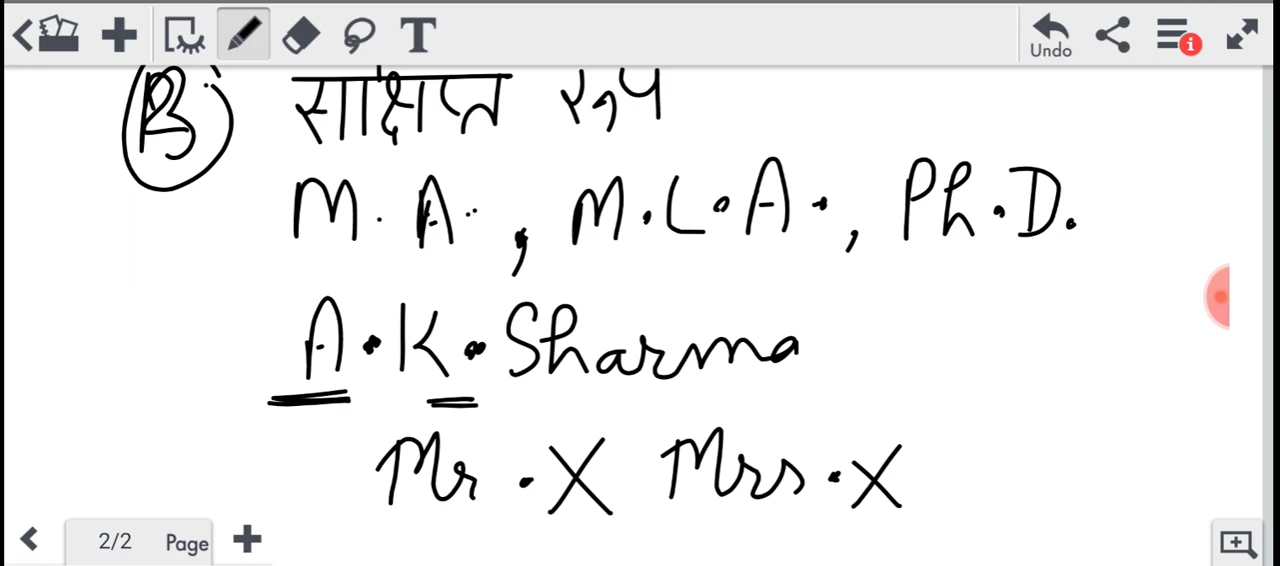 Undo
(B) सांक्षिप्त रुप
M. A., M.L.A., Ph.D.
A.K. Sharma
Mr. X Mrs. X
2/2 Page